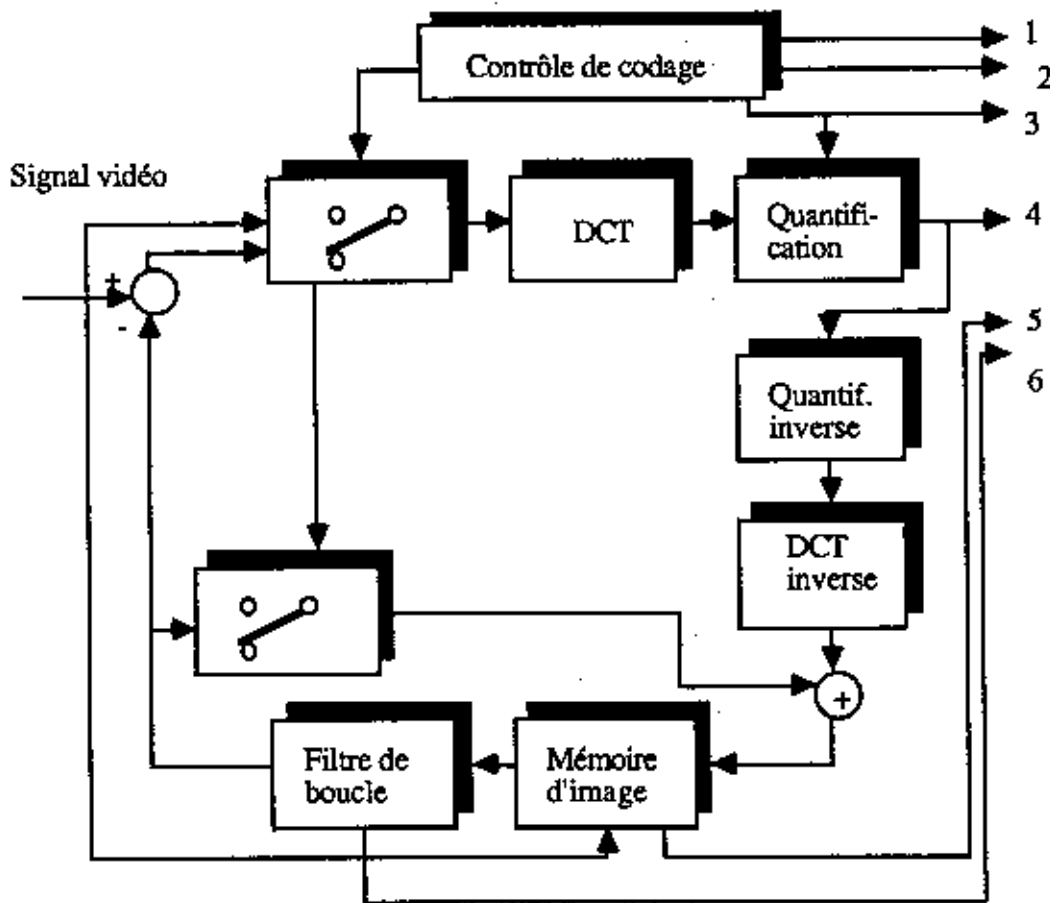 Contrôle de codage
1
2
3
Signal vidéo
DCT
Quantifi-
cation
4
+
-
5
6
Quantif.
inverse
DCT
inverse
+
Filtre de
boucle
Mémoire
d'image